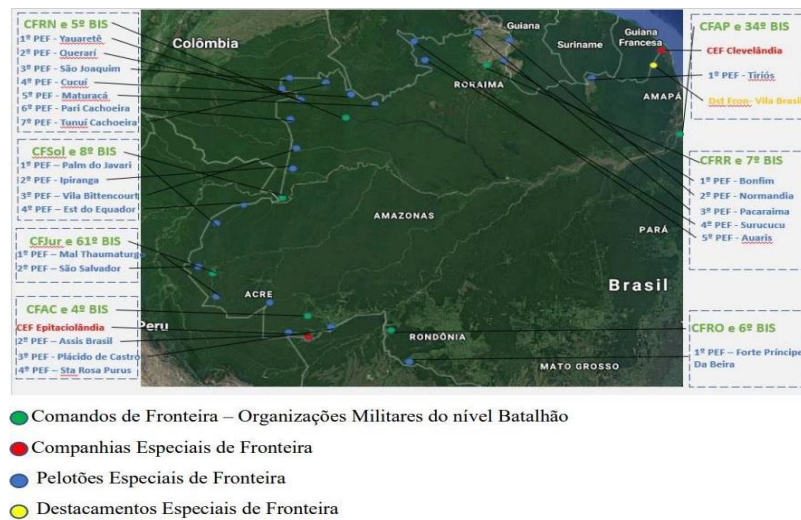 CFRN e 5º BIS
1º PEF - Yauaretê
2º PEF - Querarí
3º PEF - São Joaquim
4º PEF - Cucuí
5º PEF - Maturacá
6º PEF - Pari Cachoeira
7º PEF - Tunuí Cachoeira
CFSol e 8º BIS
1º PEF – Palm do Javari
2º PEF - Ipiranga
3º PEF – Vila Bittencourt
4º PEF – Est do Equador
CFJur e 61º BIS
1º PEF – Mal Thaumaturgo
2º PEF – São Salvador
CFAC e 4º BIS
CEF Epitaciolândia
2º PEF – Assis Brasil
3º PEF - Plácido de Castro
4º PEF - Sta Rosa Purus
Colômbia
Guiana
Suriname
Guiana
Francesa
RORAIMA
AMAPÁ
AMAZONAS
PARÁ
ACRE
Peru
Brasil
RONDÔNIA
MATO GROSSO
CFAP e 34º BIS
CEF Clevelândia
1º PEF - Tiriós
Dst Econ- Vila Brasil
CFRR e 7º BIS
1º PEF - Bonfim
2º PEF - Normandia
3º PEF - Pacaraima
4º PEF - Surucucu
5º PEF - Auaris
CFRO e 6º BIS
1º PEF – Forte Príncipe
Da Beira
Comandos de Fronteira – Organizações Militares do nível Batalhão
Companhias Especiais de Fronteira
Pelotões Especiais de Fronteira
Destacamentos Especiais de Fronteira